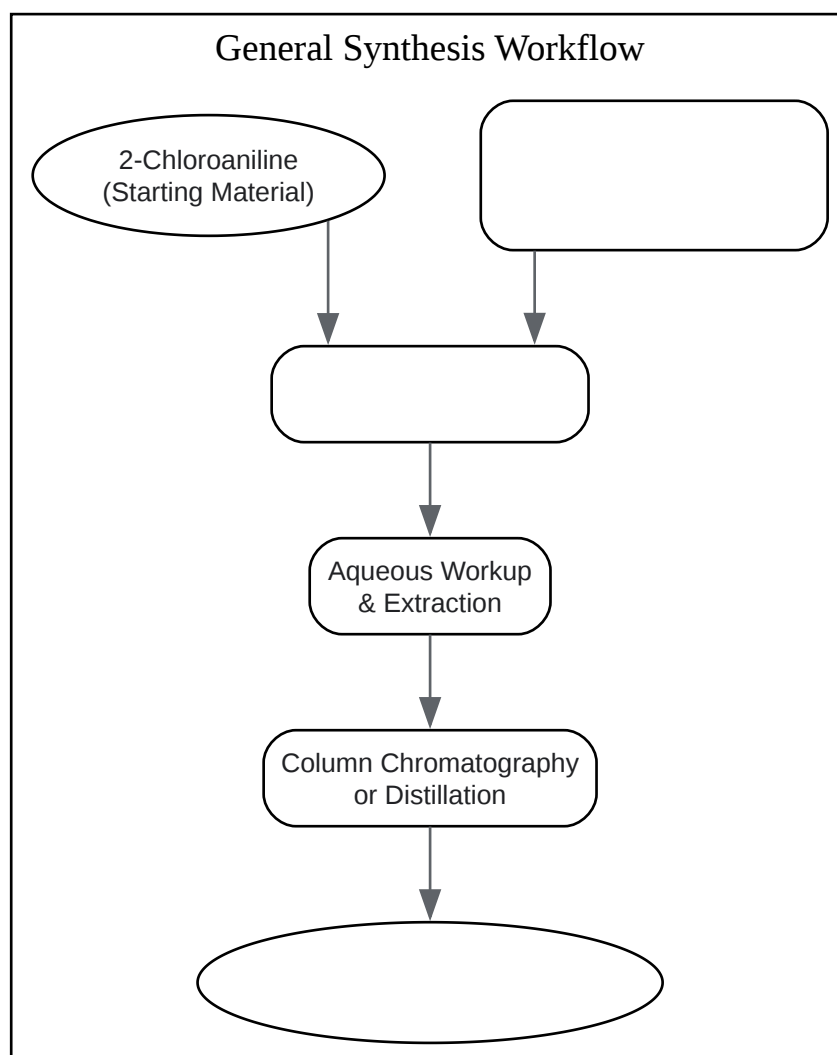 General Synthesis Workflow
2-Chloroaniline
(Starting Material)
Aqueous Workup
& Extraction
Column Chromatography
or Distillation